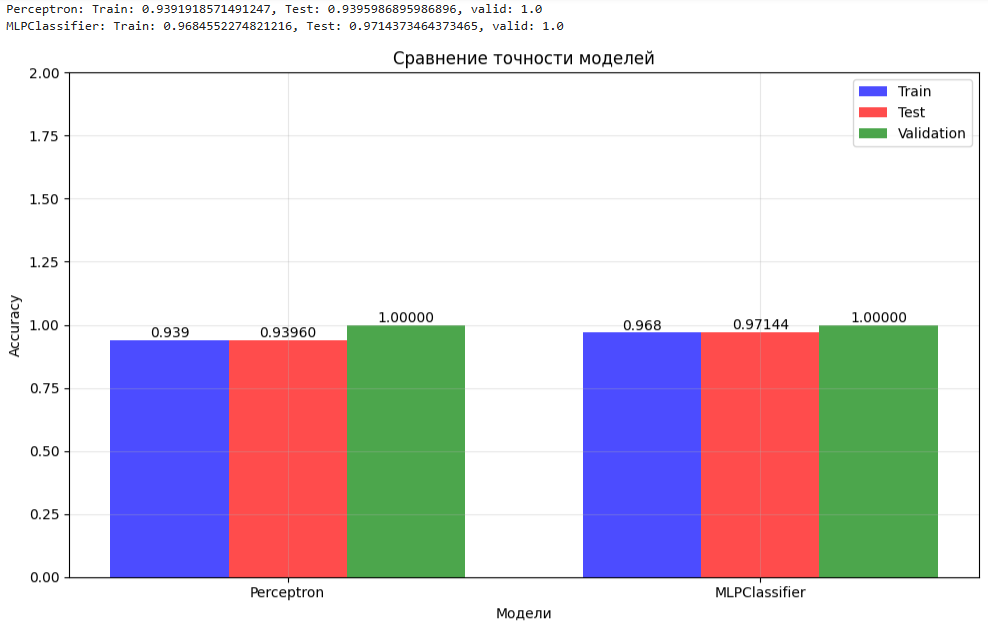 Perceptron: Train: 0.9391918571491247, Test: 0.9395986895986896, valid: 1.0
MLPClassifier: Train: 0.9684552274821216, Test: 0.9714373464373465, valid: 1.0
Сравнение точности моделей
Train
Test
Validation
2.00
1.75
1.50
1.25
1.00
0.75
0.50
0.25
0.00
Accuracy
0.939
0.93960
1.00000
0.968
0.97144
1.00000
Perceptron
MLPClassifier
Модели